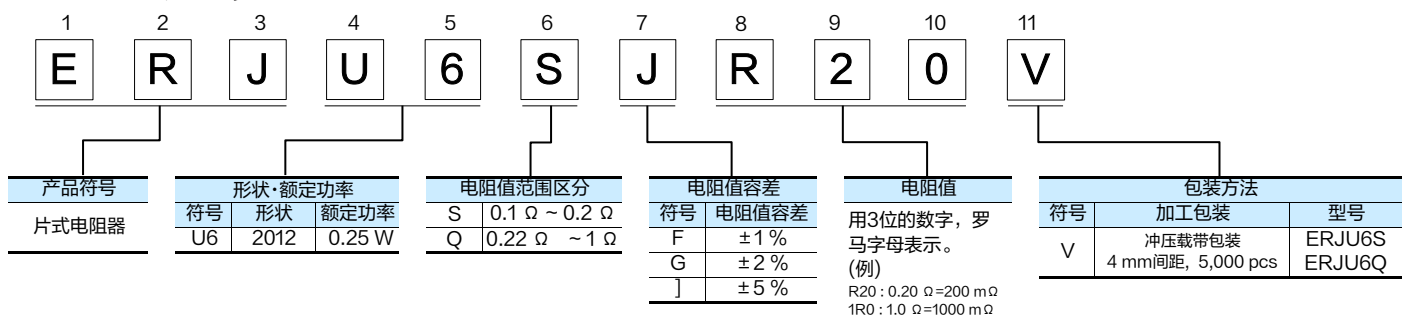 1 2 3 4 5 6 7 8 9 10 11
E R J U 6 S J R 2 0 V
产品符号
片式电阻器
形状·额定功率
符号 形状 额定功率
U6 2012 0.25 W
电阻值范围区分
S 0.1 Ω ~ 0.2 Ω
Q 0.22 Ω ~1 Ω
电阻值容差
符号 电阻值容差
F ±1 %
G ±2 %
] ±5 %
电阻值
用3位的数字，罗
马字母表示。
(例)
R20 : 0.20 Ω=200 mΩ
1R0 : 1.0 Ω=1000 mΩ
包装方法
符号 加工包装 型号
V 冲压载带包装 ERJU6S
4 mm间距，5,000 pcs ERJU6Q